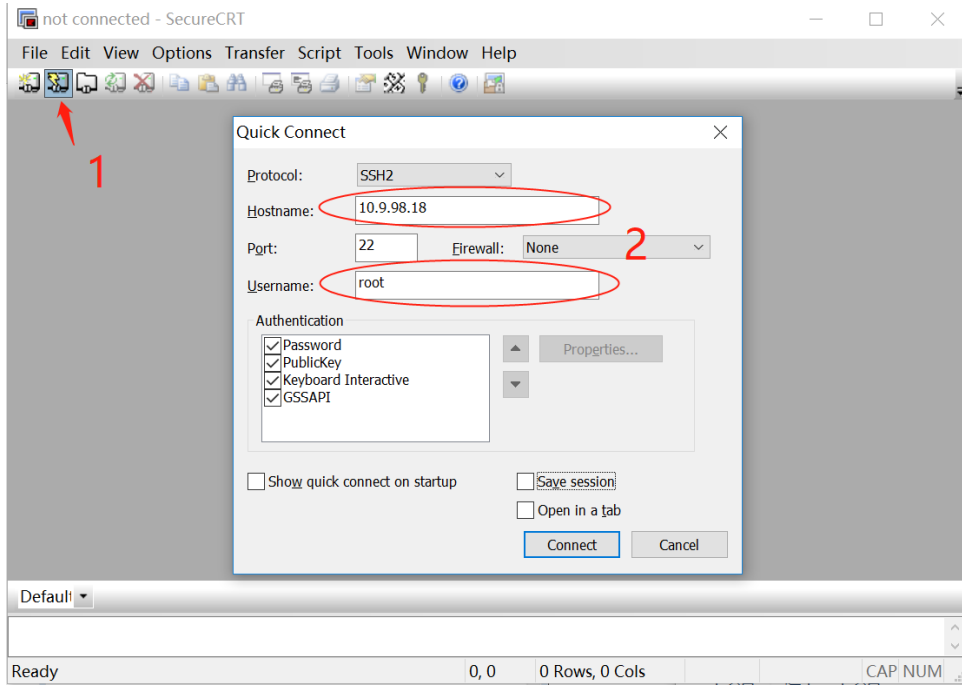 not connected - SecureCRT
File Edit View Options Transfer Script Tools Window Help
1
Quick Connect
Protocol: SSH2
Hostname: 10.9.98.18
Port: 22 Firewall: None
2
Username: root
Authentication
Password
PublicKey
Keyboard Interactive
GSSAPI
Properties...
Show quick connect on startup
Save session
Open in a tab
Connect Cancel
Default
Ready 0, 0 0 Rows, 0 Cols CAP NUM